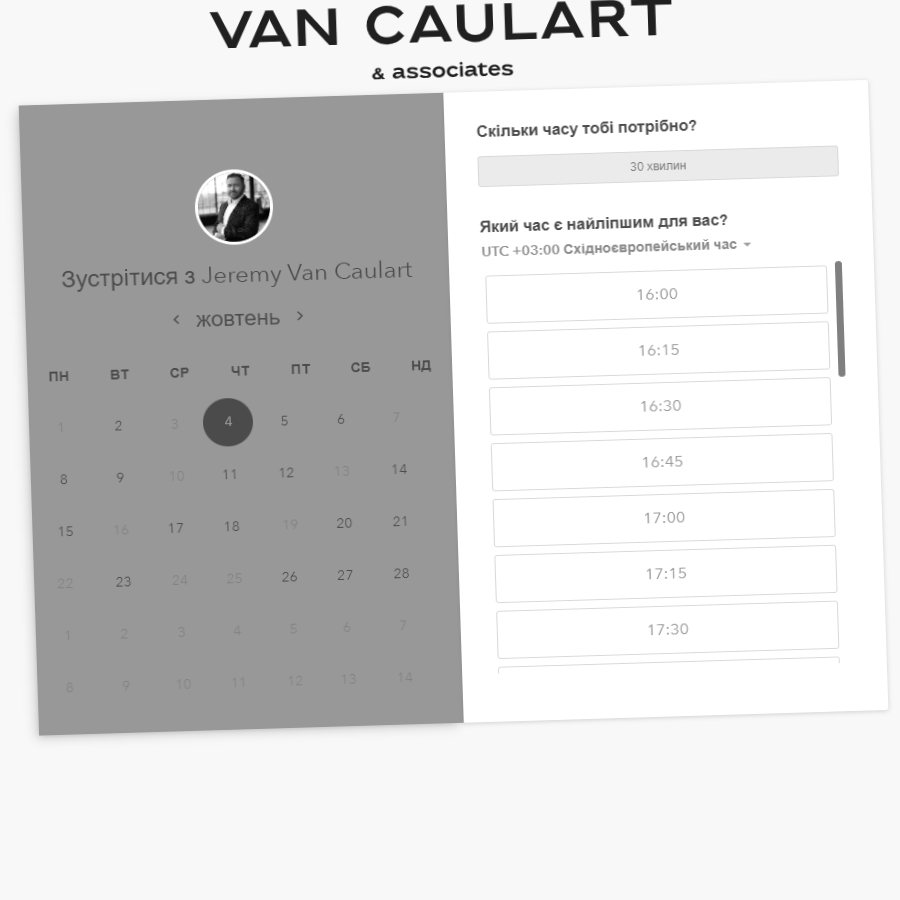 VAN CAULART
& associates
Зустрітися з Jeremy Van Caulart
жовтень
ПН ВТ СР ЧТ ПТ СБ НД
1 2 3 4 5 6 7
8 9 10 11 12 13 14
15 16 17 18 19 20 21
22 23 24 25 26 27 28
1 2 3 4 5 6 7
8 9 10 11 12 13 14
Скільки часу тобі потрібно?
30 хвилин
Який час є найліпшим для вас?
UTC +03:00 Східноєвропейський час
16:00
16:15
16:30
16:45
17:00
17:15
17:30